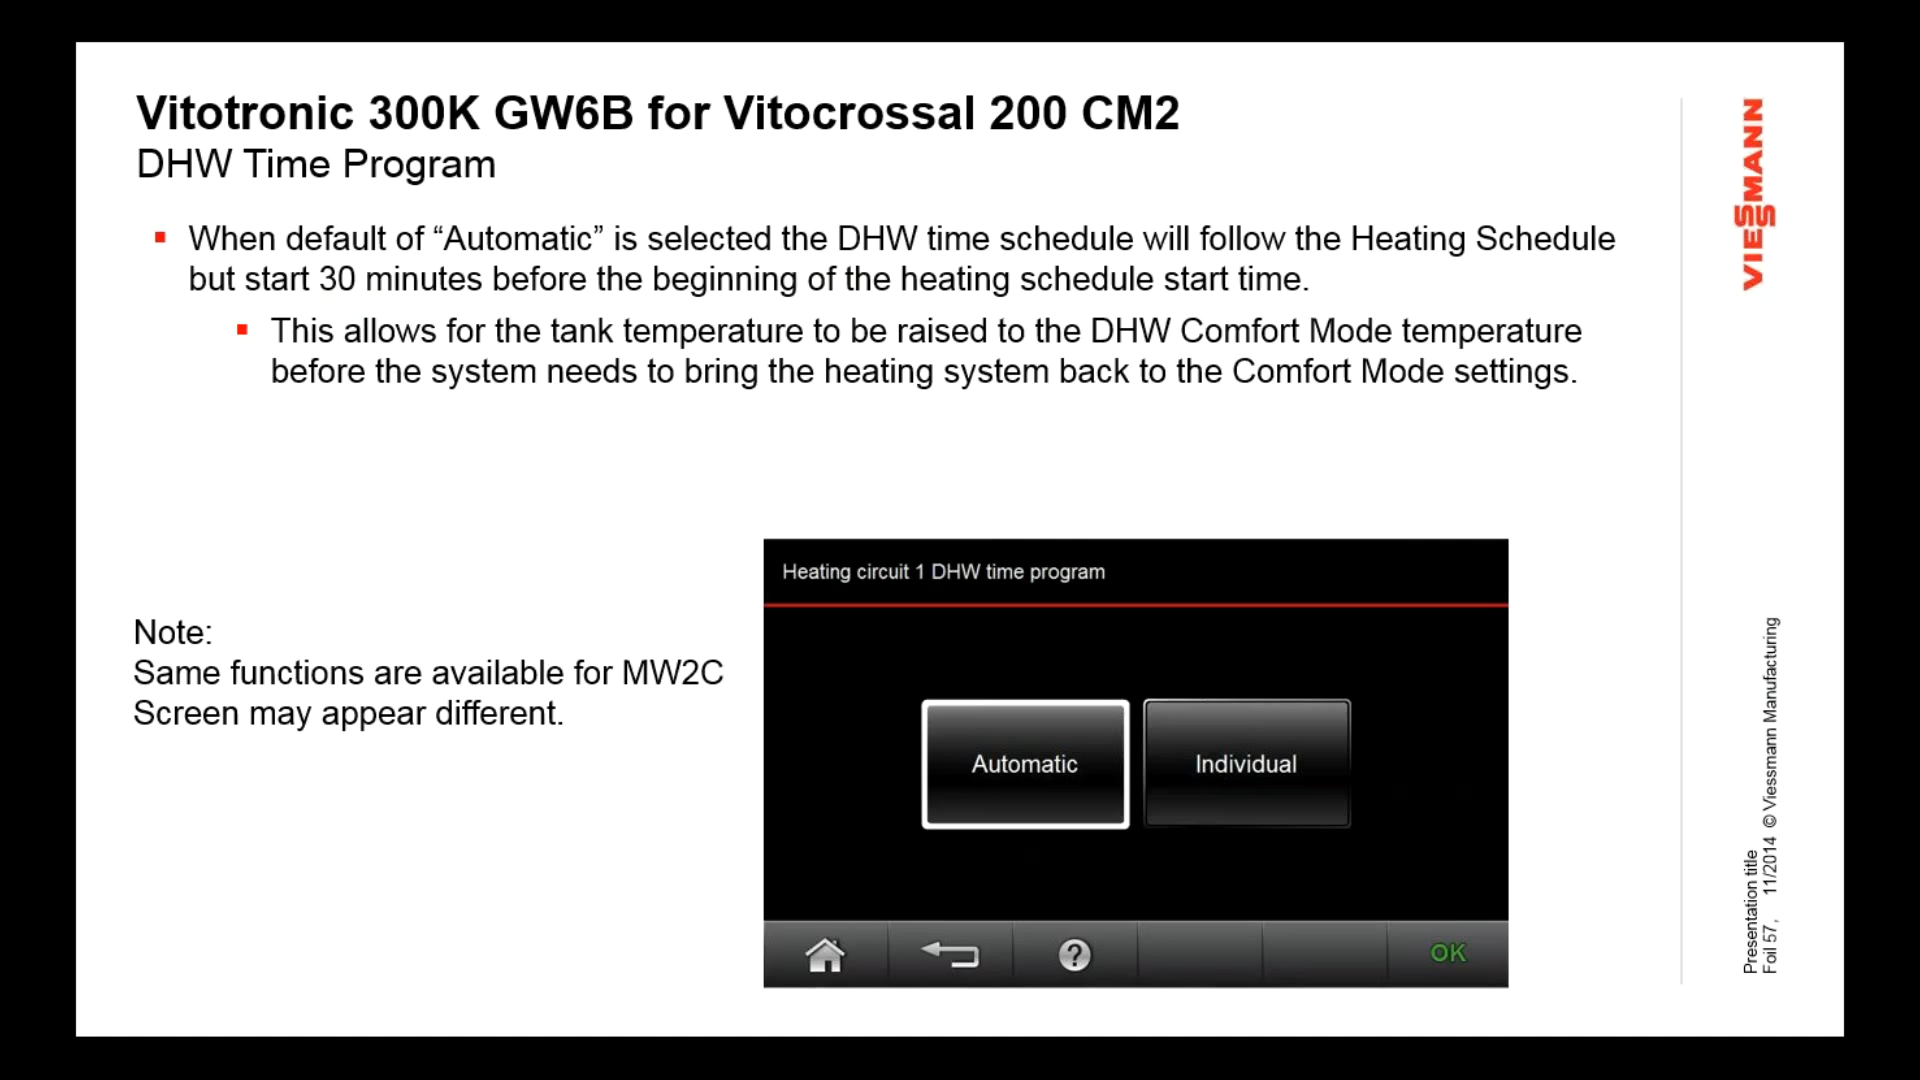 Vitotronic 300K GW6B for Vitocrossal 200 CM2
DHW Time Program
When default of “Automatic” is selected the DHW time schedule will follow the Heating Schedule
but start 30 minutes before the beginning of the heating schedule start time.
This allows for the tank temperature to be raised to the DHW Comfort Mode temperature
before the system needs to bring the heating system back to the Comfort Mode settings.
Note:
Same functions are available for MW2C
Screen may appear different.
Heating circuit 1 DHW time program
Automatic
Individual
?
OK
VIESSMANN
Presentation title
Foil 57, 11/2014 © Viessmann Manufacturing